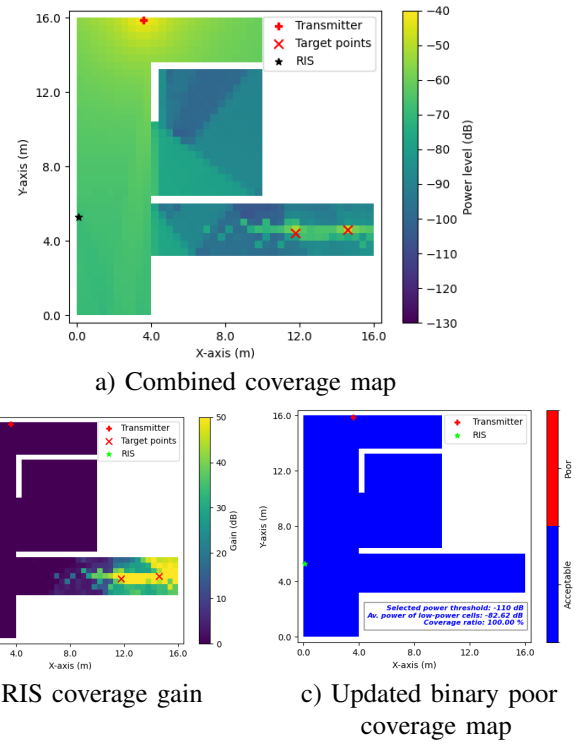 16.0
12.0
8.0
4.0
0.0
Y-axis (m)
0.0 4.0 8.0 12.0 16.0
X-axis (m)
Transmitter
Target points
RIS
−40
−50
−60
−70
−80
−90
−100
−110
−120
−130
Power level (dB)
a) Combined coverage map
4.0 8.0 12.0 16.0
X-axis (m)
Transmitter
Target points
RIS
50
40
30
20
10
0
Gain (dB)
RIS coverage gain
16.0
12.0
8.0
4.0
0.0
Y-axis (m)
0.0 4.0 8.0 12.0 16.0
X-axis (m)
Transmitter
RIS
Selected power threshold: -110 dB
Av. power of low-power cells: -82.62 dB
Coverage ratio: 100.00 %
Poor
Acceptable
c) Updated binary poor
coverage map